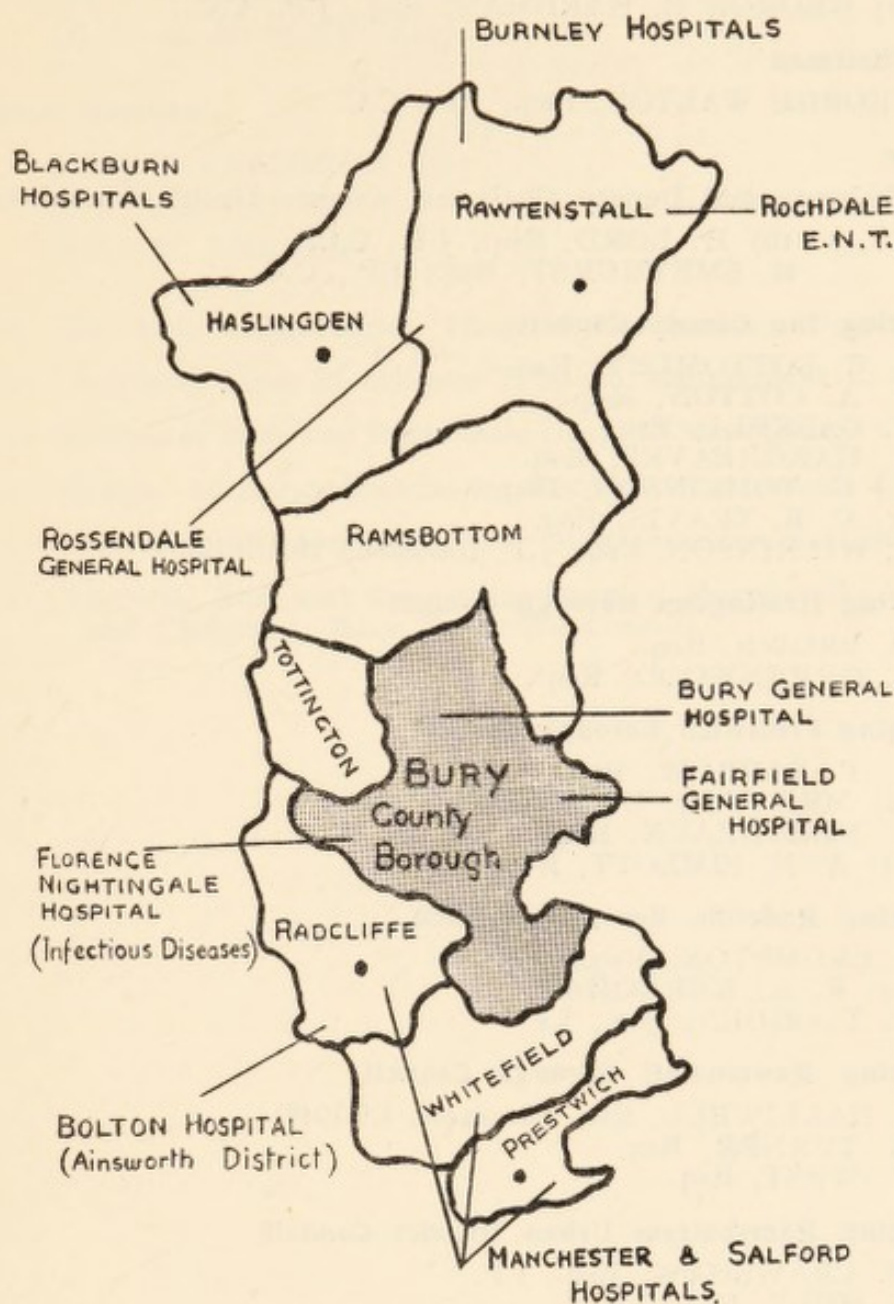 BURNLEY HOSPITALS
BLACKBURN
HOSPITALS
RAWTENSTALL
ROCHDALE
E.N.T.
HASLINGDEN
ROSSENDALE
GENERAL HOSPITAL
RAMSBOTTOM
TOTTINGTON
BURY GENERAL
HOSPITAL
BURY
County
Borough
FAIRFIELD
GENERAL
HOSPITAL
FLORENCE
NIGHTINGALE
HOSPITAL
(Infectious Diseases)
RADCLIFFE
WHITEFIELD
PRESTWICH
BOLTON HOSPITAL
(Ainsworth District)
MANCHESTER & SALFORD
HOSPITALS.